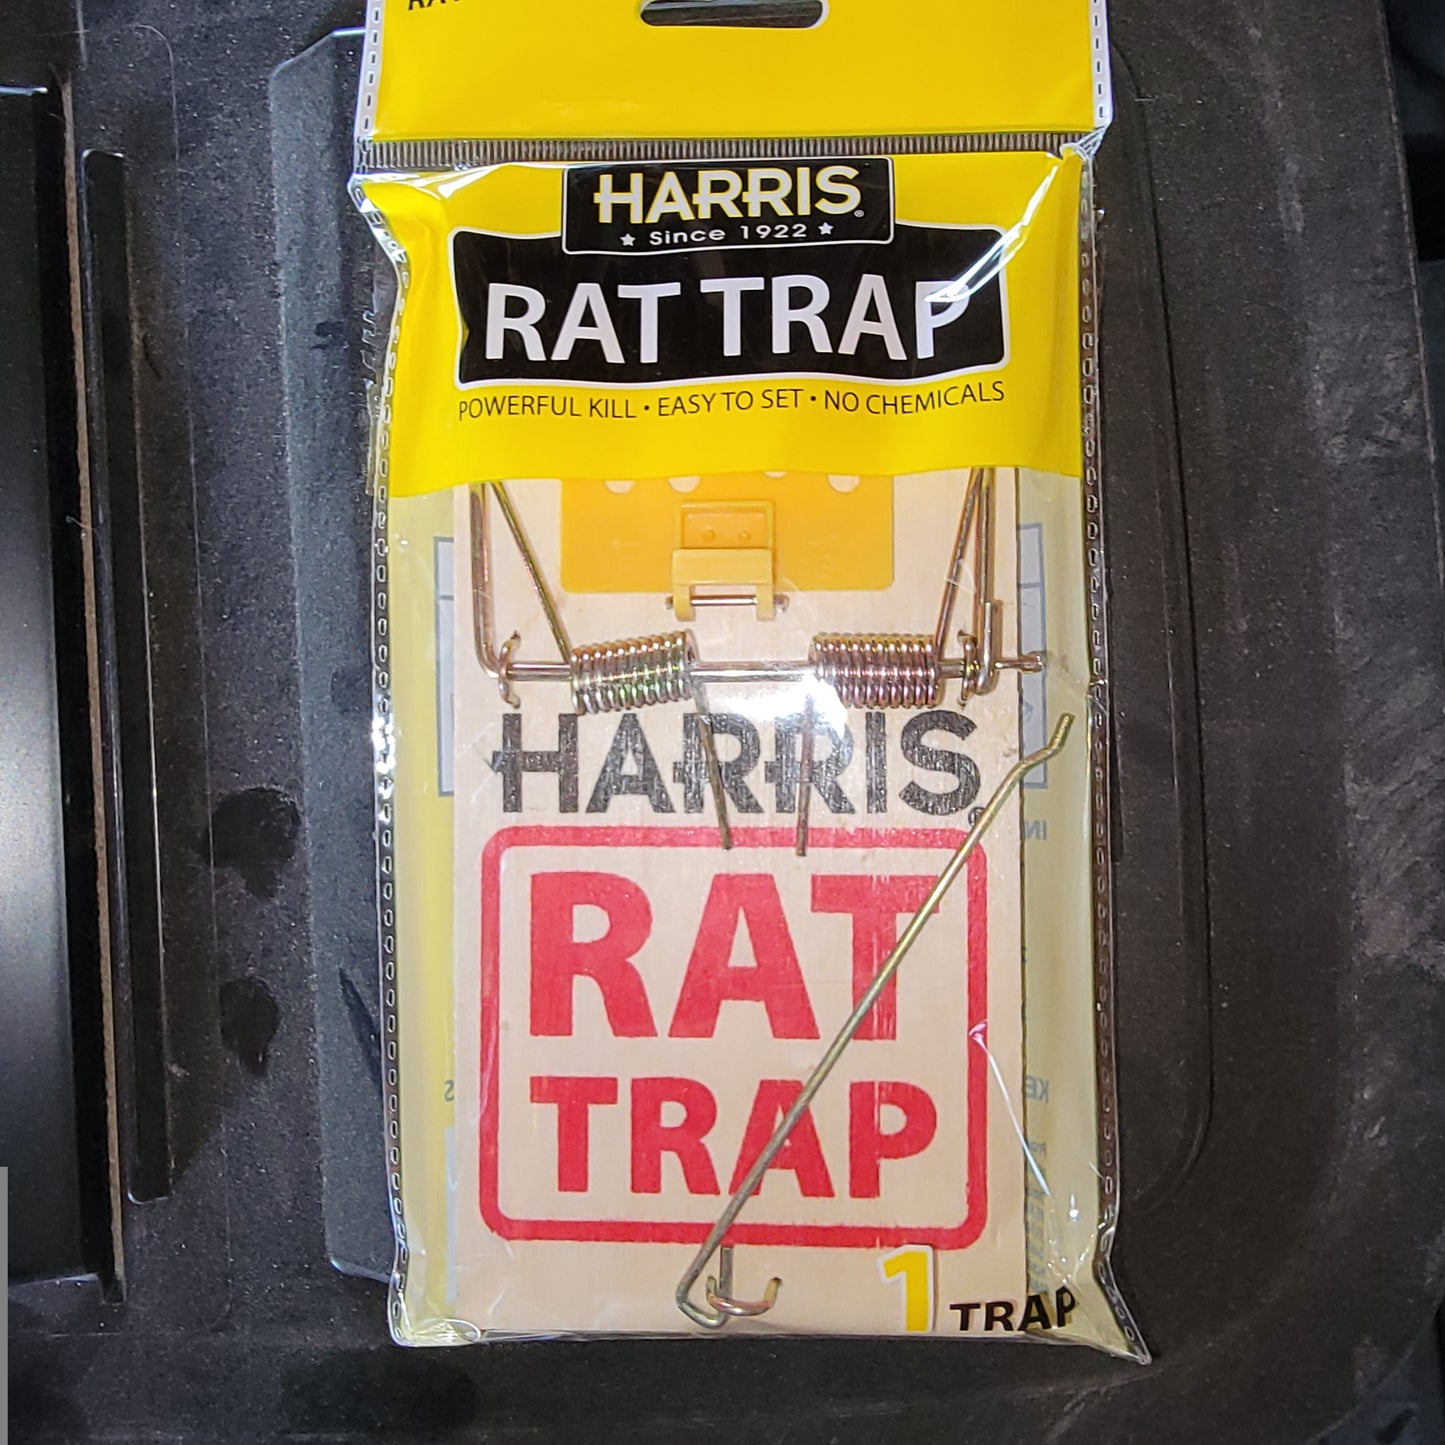 HARRIS®
★ Since 1922 ★
RAT TRAP
POWERFUL KILL • EASY TO SET • NO CHEMICALS
HARRIS
RAT
TRAP
1 TRAP